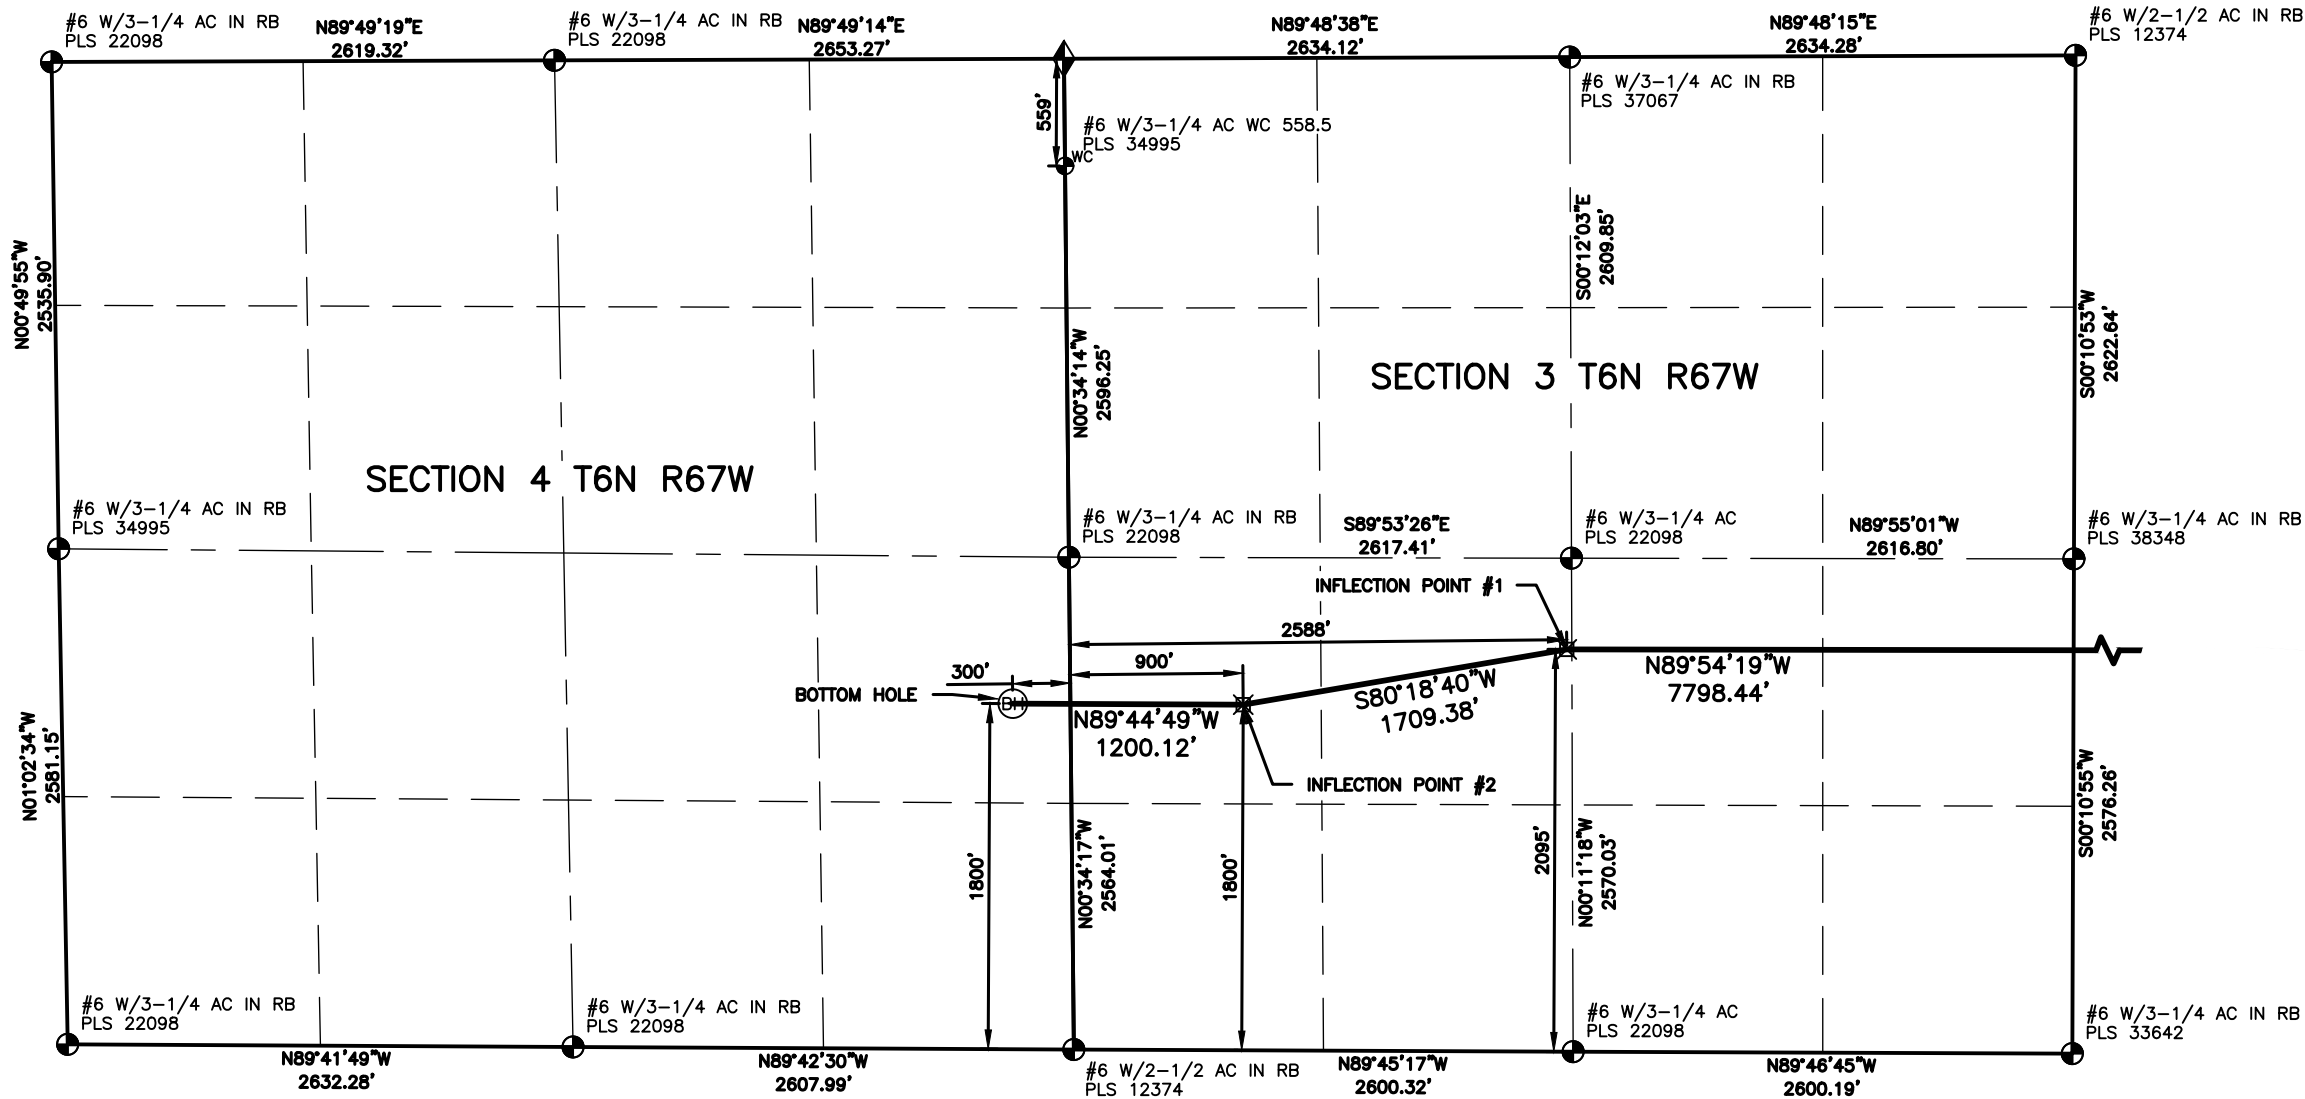 #6 W/3-1/4 AC IN RB
PLS 22098
N89°49'19"E
2619.32'
#6 W/3-1/4 AC IN RB
PLS 22098
N89°49'14"E
2653.27'
N89°48'38"E
2634.12'
N89°48'15"E
2634.28'
#6 W/2-1/2 AC IN RB
PLS 12374
#6 W/3-1/4 AC IN RB
PLS 37067
559'
#6 W/3-1/4 AC WC 558.5
PLS 34995
WC
N00°49'55"W
2535.90'
S00°12'03"E
2609.85'
N00°34'14"W
2596.25'
S00°10'53"W
2622.64'
SECTION 3 T6N R67W
SECTION 4 T6N R67W
#6 W/3-1/4 AC IN RB
PLS 34995
#6 W/3-1/4 AC IN RB
PLS 22098
S89°53'26"E
2617.41'
#6 W/3-1/4 AC
PLS 22098
N89°55'01"W
2616.80'
#6 W/3-1/4 AC IN RB
PLS 38348
INFLECTION POINT #1
2588'
900'
300'
BOTTOM HOLE
BH
N89°44'49"W
1200.12'
S80°18'40"W
1709.38'
N89°54'19"W
7798.44'
INFLECTION POINT #2
N01°02'34"W
2581.15'
1800'
N00°34'17"W
2564.01'
1800'
2095'
N00°11'18"W
2570.03'
S00°10'55"W
2576.26'
#6 W/3-1/4 AC IN RB
PLS 22098
#6 W/3-1/4 AC IN RB
PLS 22098
#6 W/3-1/4 AC
PLS 22098
#6 W/3-1/4 AC IN RB
PLS 33642
N89°41'49"W
2632.28'
N89°42'30"W
2607.99'
#6 W/2-1/2 AC IN RB
PLS 12374
N89°45'17"W
2600.32'
N89°46'45"W
2600.19'